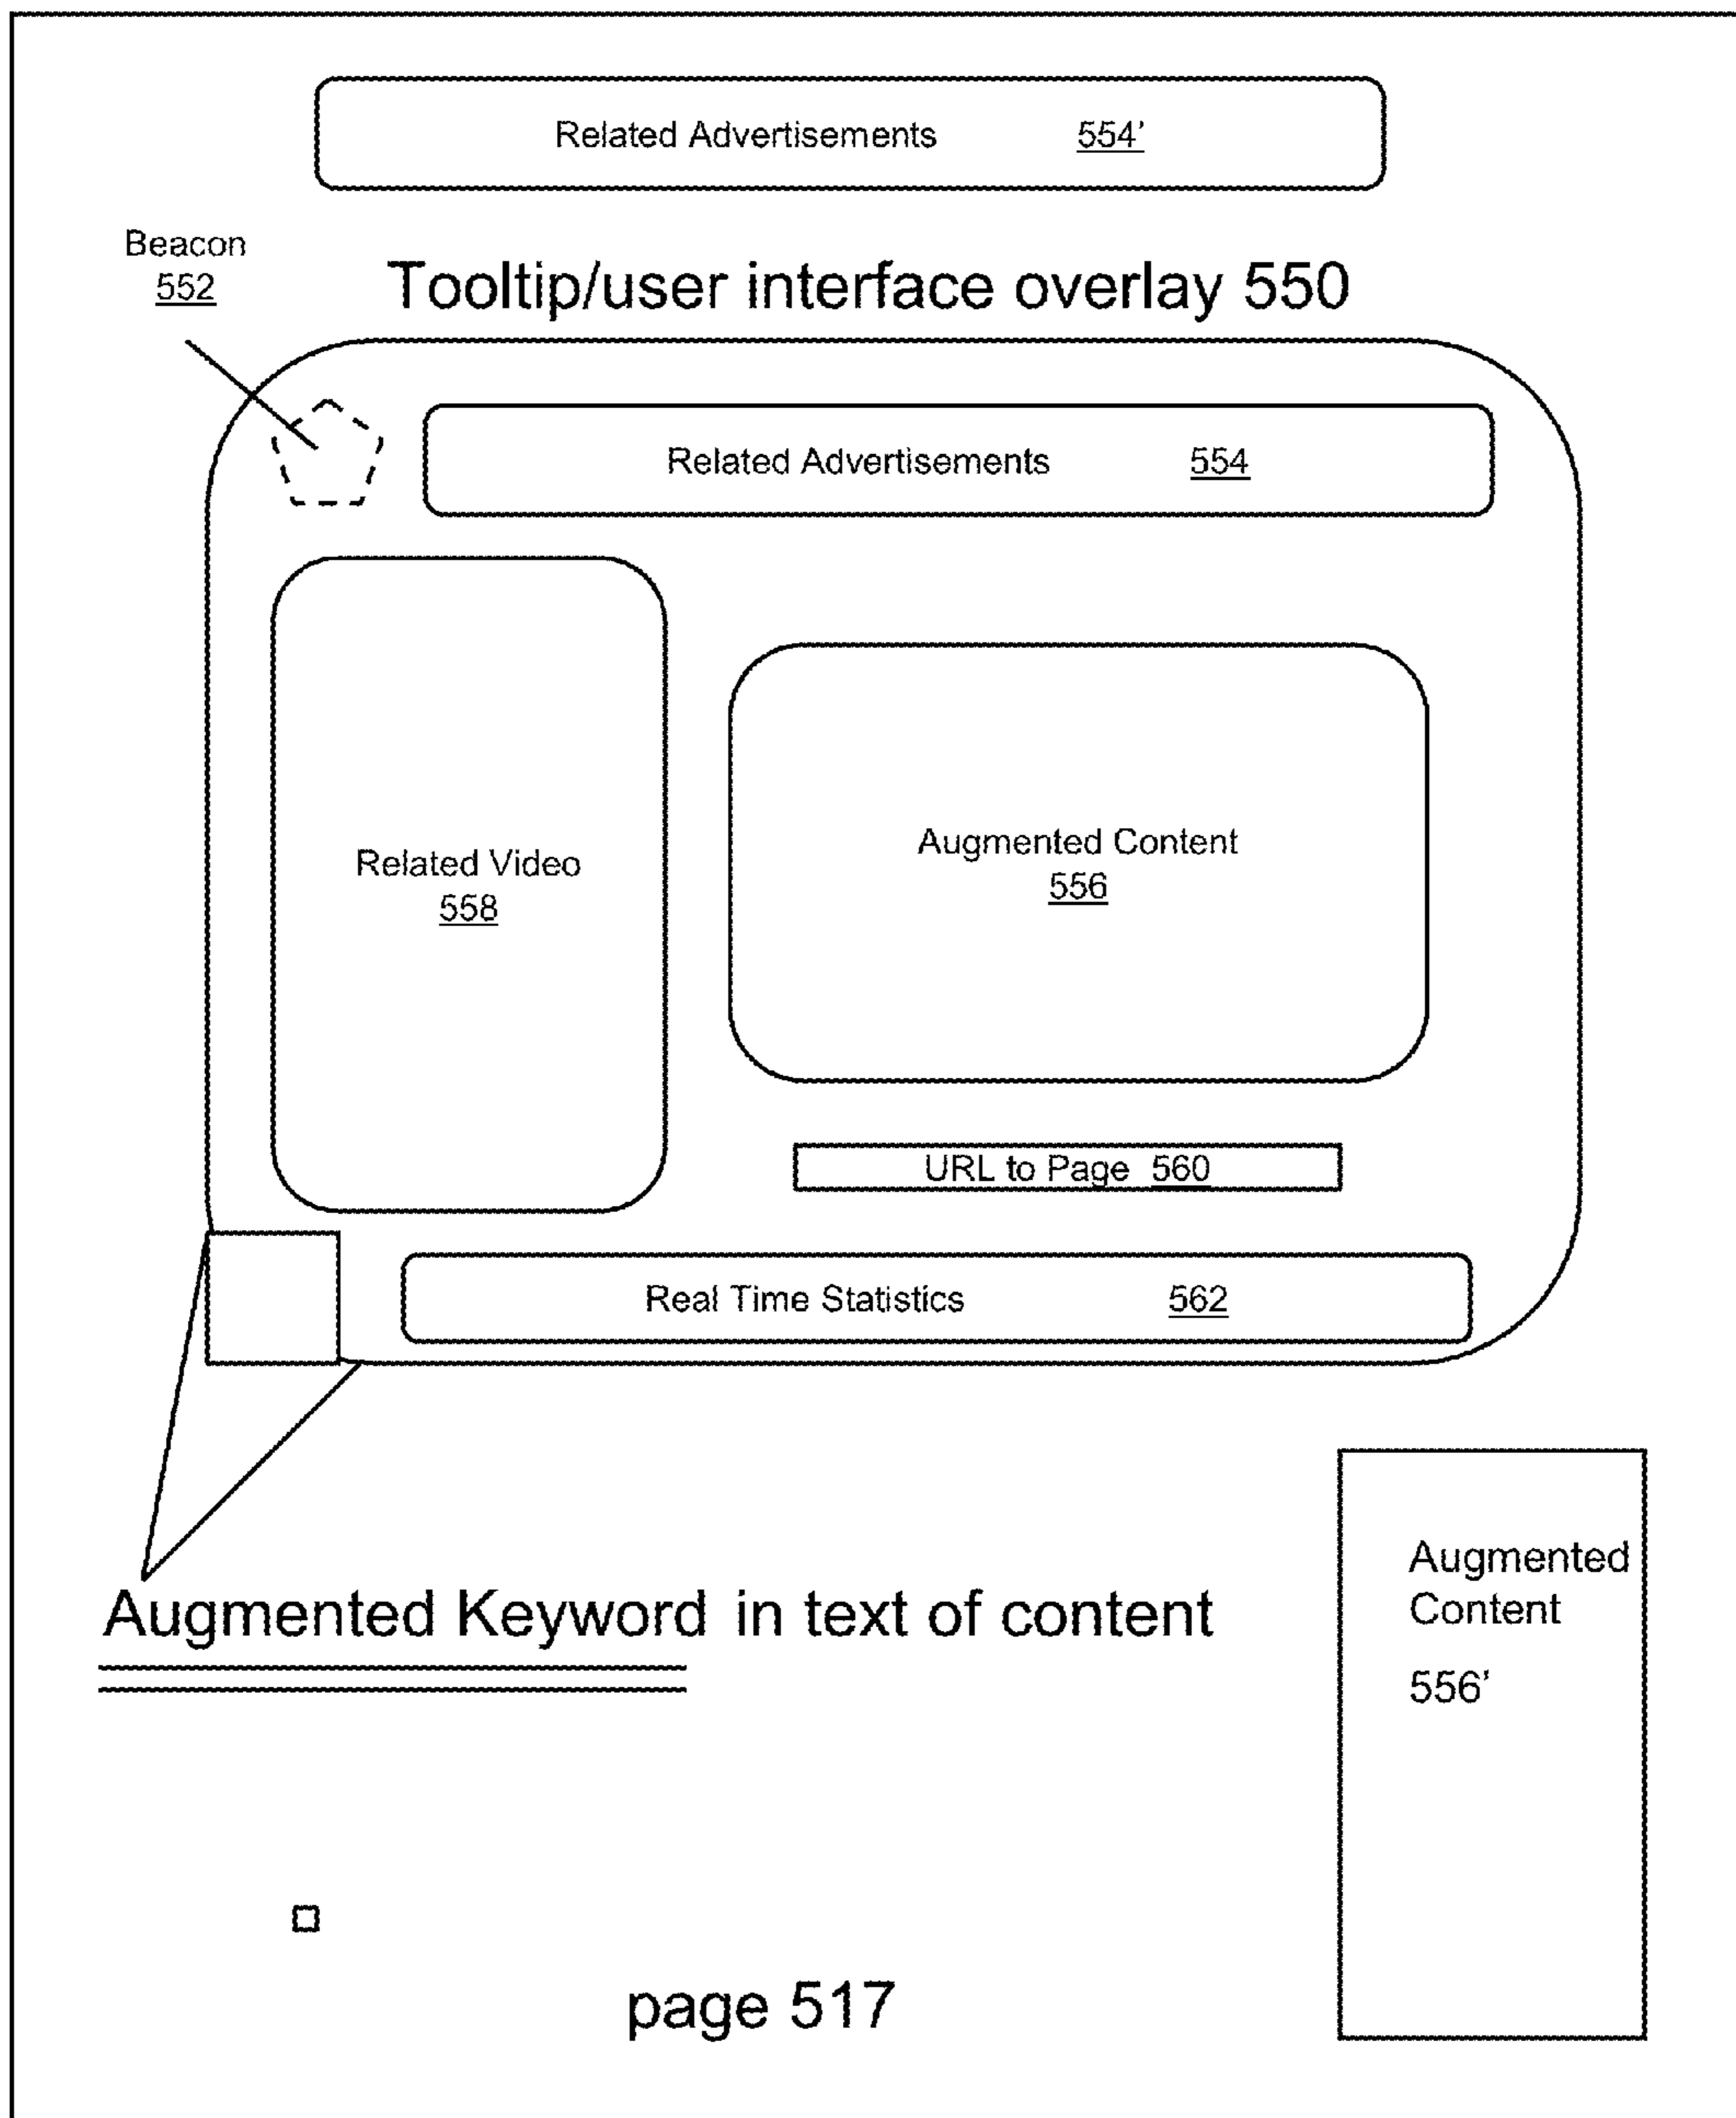 Related Advertisements 554'
Beacon
552
Tooltip/user interface overlay 550
Related Advertisements 554
Related Video
558
Augmented Content
556
URL to Page 560
Real Time Statistics 562
Augmented Keyword in text of content
Augmented
Content
556'
page 517